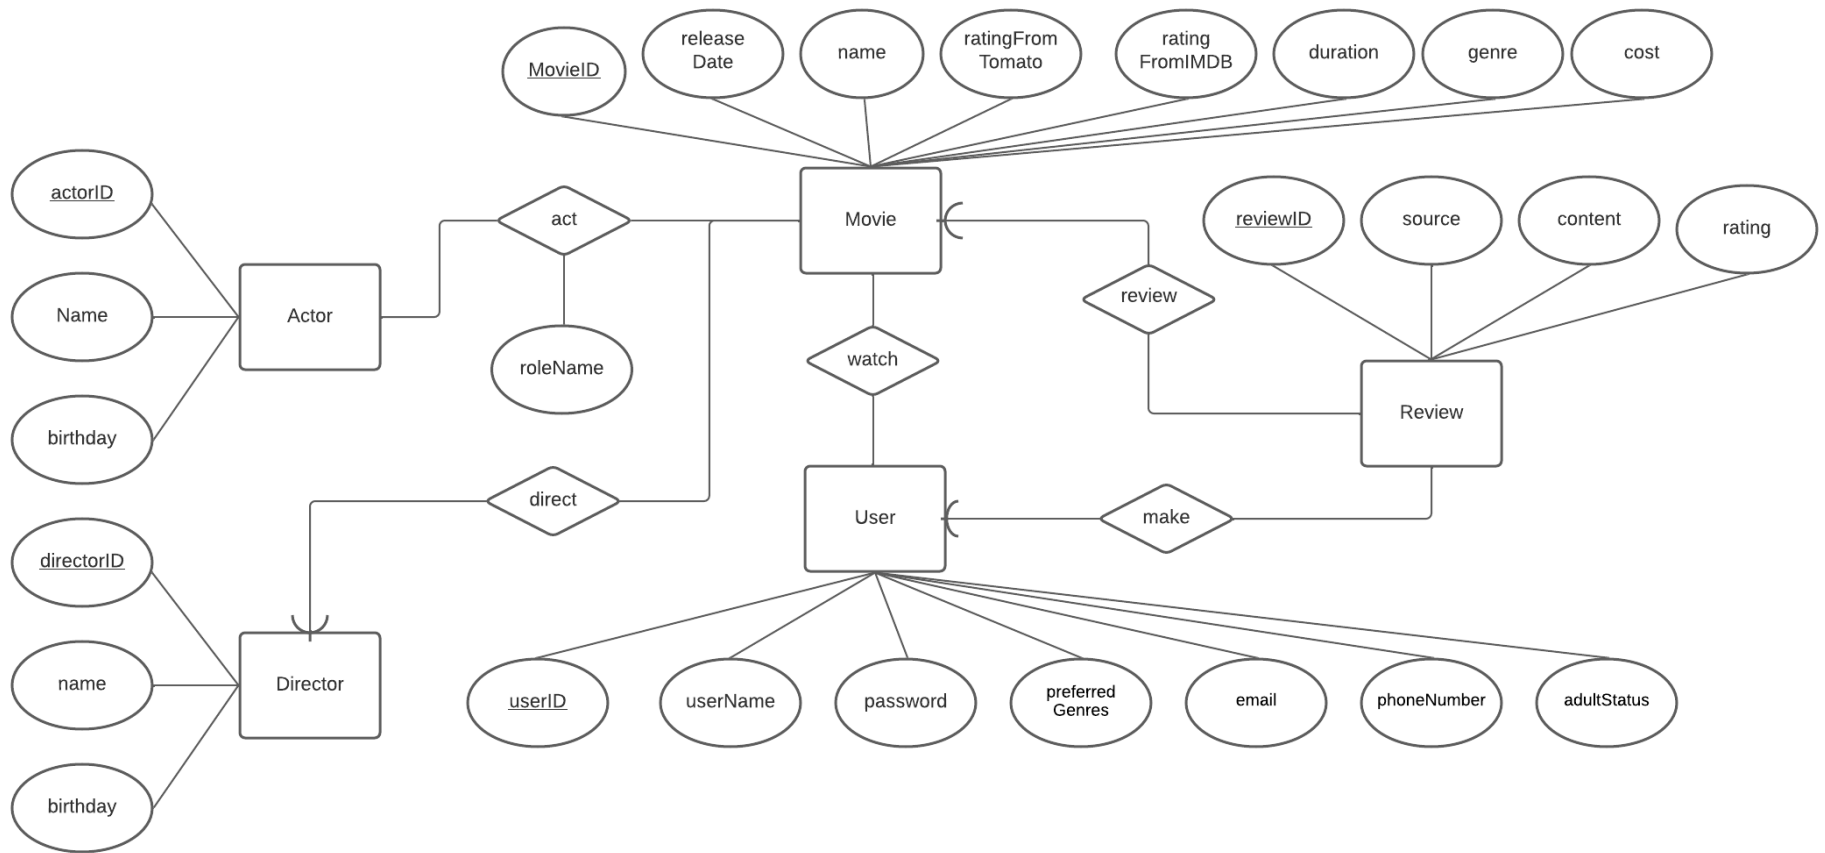 MovieID
release
Date
name
ratingFrom
Tomato
rating
FromIMDB
duration
genre
cost
actorID
Name
birthday
Actor
act
roleName
Movie
review
reviewID
source
content
rating
Review
watch
direct
User
make
directorID
name
birthday
Director
userID
userName
password
preferred
Genres
email
phoneNumber
adultStatus